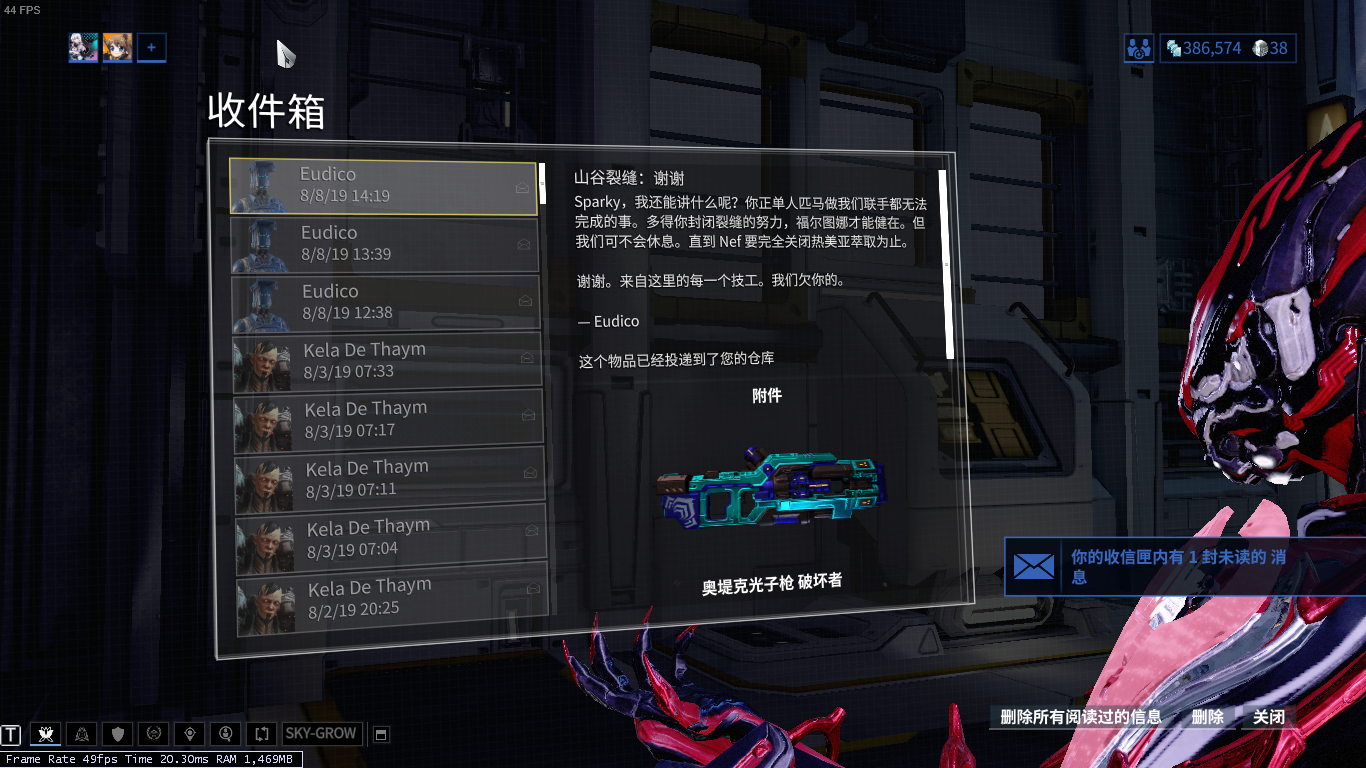 44 FPS
386,574
38
收件箱
Eudico
8/8/19 14:19
Eudico
8/8/19 13:39
Eudico
8/8/19 12:38
Kela De Thaym
8/3/19 07:33
Kela De Thaym
8/3/19 07:17
Kela De Thaym
8/3/19 07:11
Kela De Thaym
8/3/19 07:04
Kela De Thaym
8/2/19 20:25
山谷裂缝：谢谢
Sparky，我还能讲什么呢？你正单人匹马做我们联手都无法
完成的事。多得你封闭裂缝的努力，福尔图娜才能健在。但
我们可不会休息。直到 Nef 要完全关闭热美亚萃取为止。
谢谢。来自这里的每一个技工。我们欠你的。
— Eudico
这个物品已经投递到了您的仓库
附件
奥堤克光子枪 破坏者
你的收信匣内有 1 封未读的 消
息
删除所有阅读过的信息
删除
关闭
T
SKY-GROW
Frame Rate 49fps Time 20.30ms RAM 1,469MB